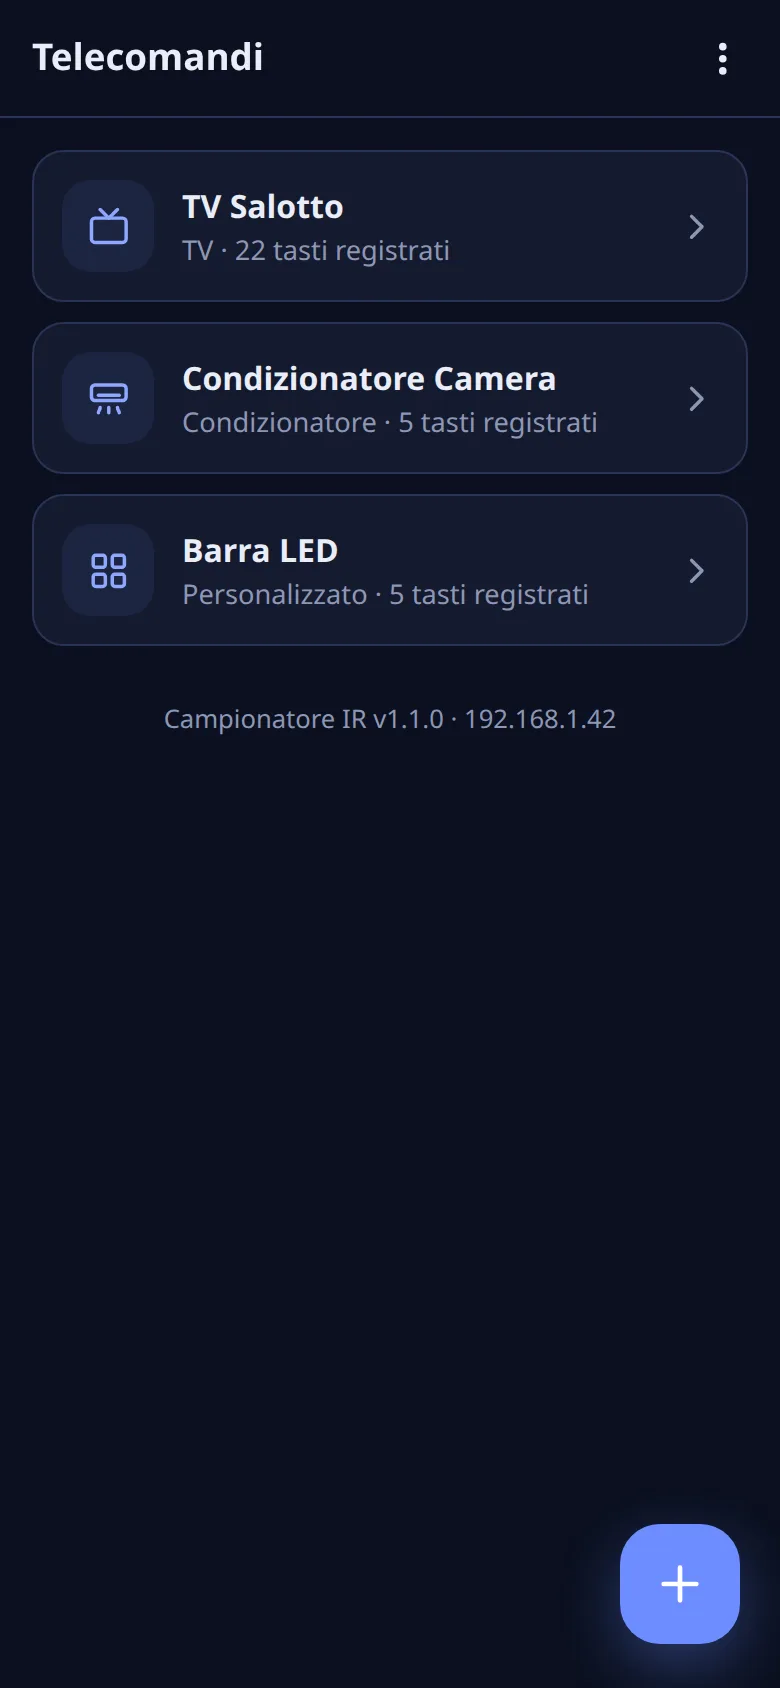 Telecomandi
TV Salotto
TV · 22 tasti registrati
Condizionatore Camera
Condizionatore · 5 tasti registrati
Barra LED
Personalizzato · 5 tasti registrati
Campionatore IR v1.1.0 · 192.168.1.42